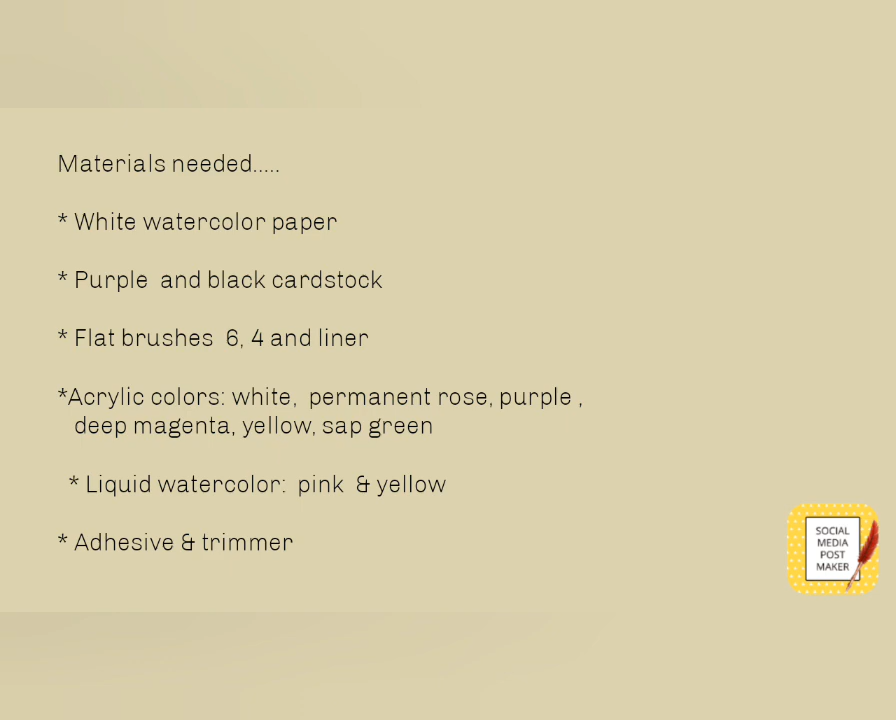 Materials needed.....
* White watercolor paper
* Purple  and black cardstock
* Flat brushes  6, 4 and liner
*Acrylic colors: white,  permanent rose, purple ,
deep magenta, yellow, sap green
* Liquid watercolor:  pink  & yellow
* Adhesive & trimmer
SOCIAL
MEDIA
POST
MAKER